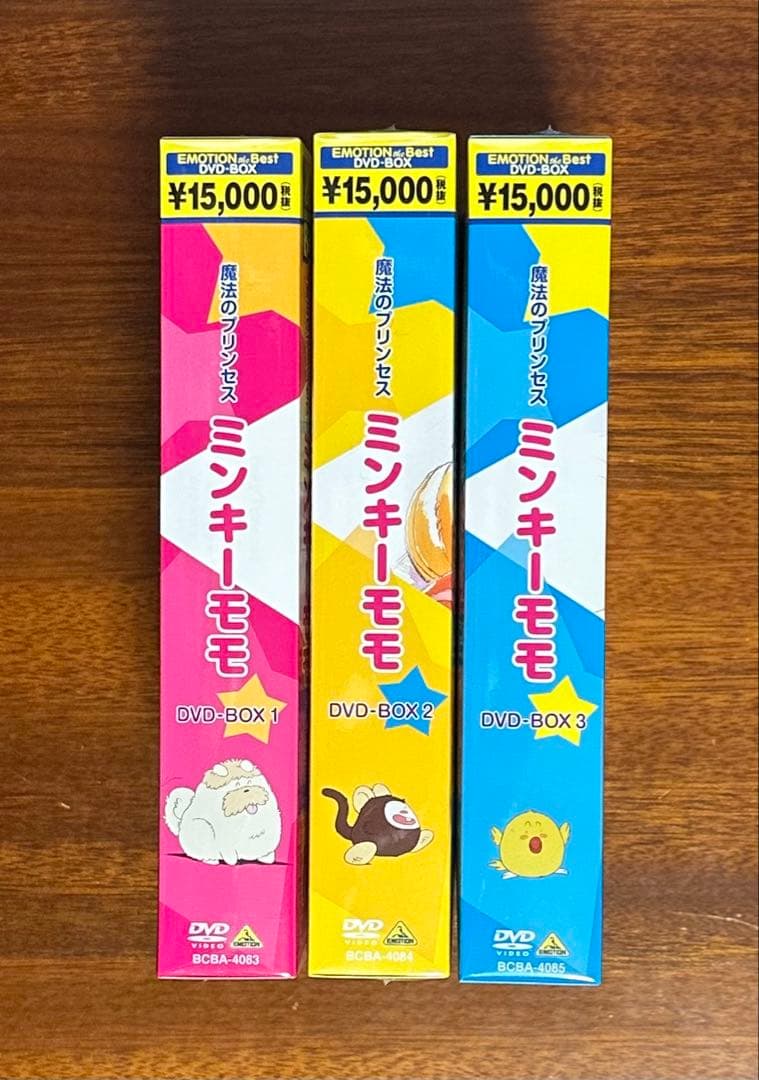 EMOTION the Best
DVD-BOX
¥15,000(税抜)
魔法のプリンセス
ミンキーモモ
DVD-BOX 1
DVD
VIDEO
EMOTION
BCBA-4083
EMOTION the Best
DVD-BOX
¥15,000(税抜)
魔法のプリンセス
ミンキーモモ
DVD-BOX 2
DVD
VIDEO
EMOTION
BCBA-4084
EMOTION the Best
DVD-BOX
¥15,000(税抜)
魔法のプリンセス
ミンキーモモ
DVD-BOX 3
DVD
VIDEO
EMOTION
BCBA-4085